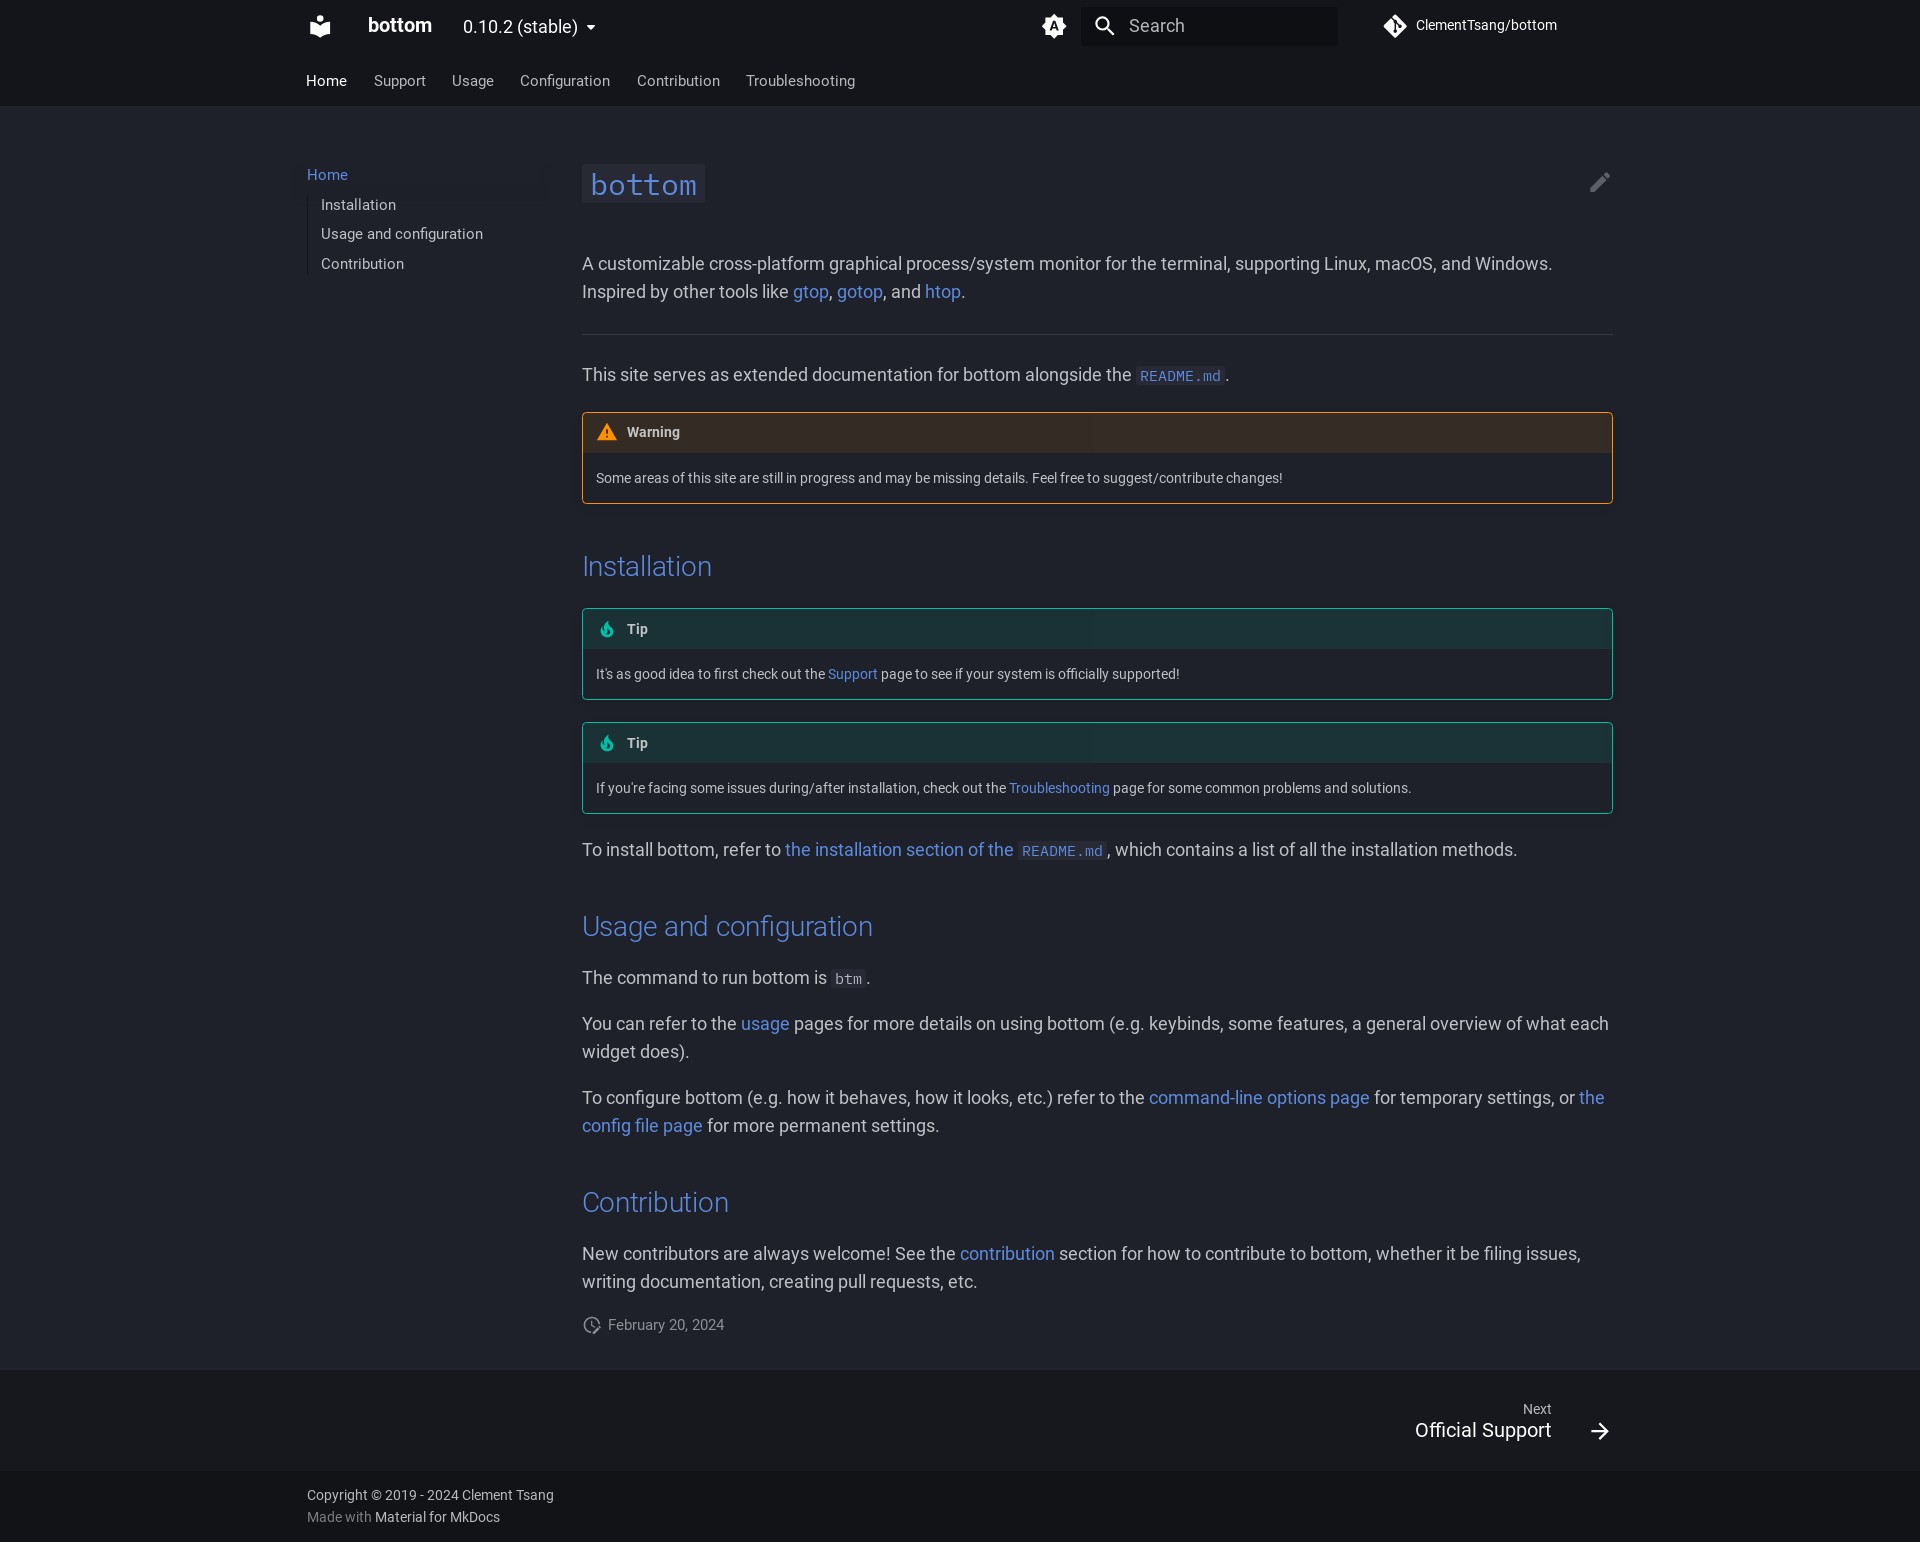 bottom
0.10.2 (stable)
Search
ClementTsang/bottom
Home
Support
Usage
Configuration
Contribution
Troubleshooting
Home
Installation
Usage and configuration
Contribution
bottom
A customizable cross-platform graphical process/system monitor for the terminal, supporting Linux, macOS, and Windows.
Inspired by other tools like gtop, gotop, and htop.
This site serves as extended documentation for bottom alongside the README.md.
Warning
Some areas of this site are still in progress and may be missing details. Feel free to suggest/contribute changes!
Installation
Tip
It's as good idea to first check out the Support page to see if your system is officially supported!
Tip
If you're facing some issues during/after installation, check out the Troubleshooting page for some common problems and solutions.
To install bottom, refer to the installation section of the README.md, which contains a list of all the installation methods.
Usage and configuration
The command to run bottom is btm.
You can refer to the usage pages for more details on using bottom (e.g. keybinds, some features, a general overview of what each
widget does).
To configure bottom (e.g. how it behaves, how it looks, etc.) refer to the command-line options page for temporary settings, or the
config file page for more permanent settings.
Contribution
New contributors are always welcome! See the contribution section for how to contribute to bottom, whether it be filing issues,
writing documentation, creating pull requests, etc.
February 20, 2024
Next
Official Support
Copyright © 2019 - 2024 Clement Tsang
Made with Material for MkDocs